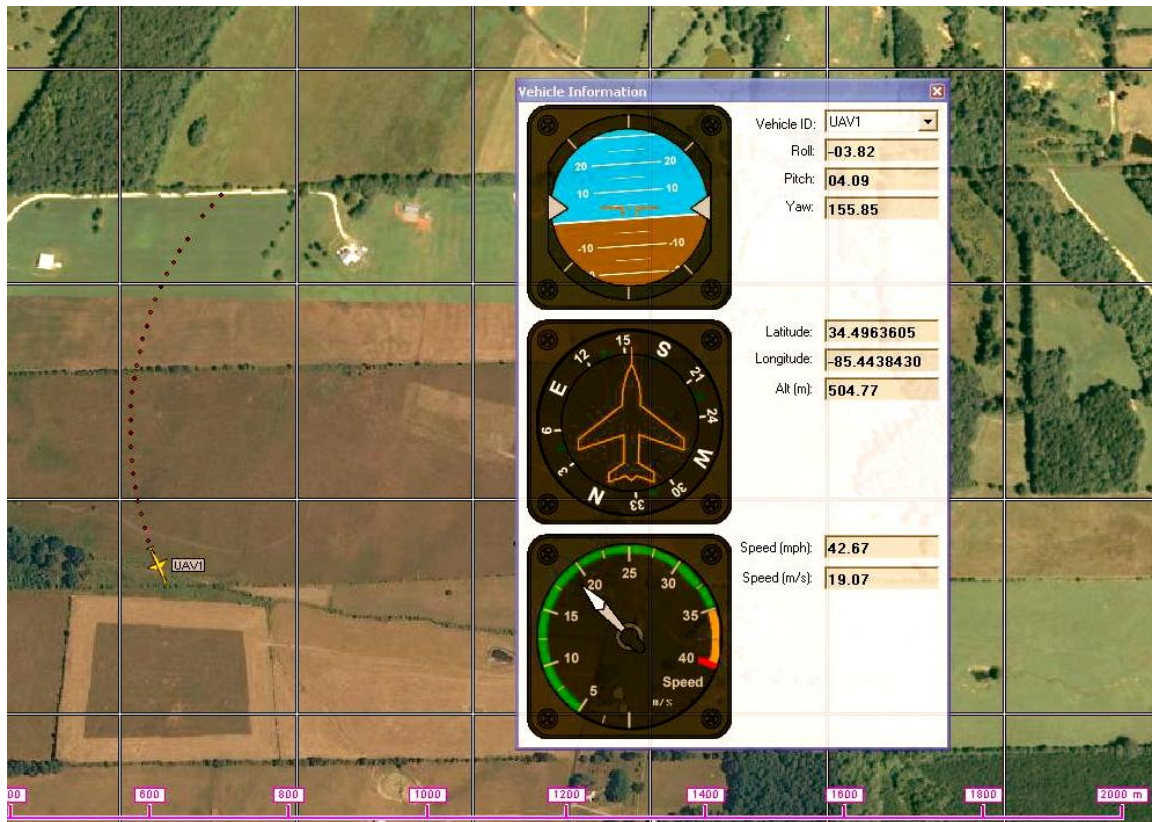 Vehicle Information
Vehicle ID: UAV1
Roll: -03.82
Pitch: 04.09
Yaw: 155.85
20 20
10 10
-10 -10
Latitude: 34.4963605
Longitude: -85.4438430
Alt (m): 504.77
12 15 S 21 24 W 30 33 N 3 6 E
UAV1
Speed (mph): 42.67
Speed (m/s): 19.07
5 10 15 20 25 30 35 40
Speed
m/s
600 800 1000 1200 1400 1600 1800 2000 m